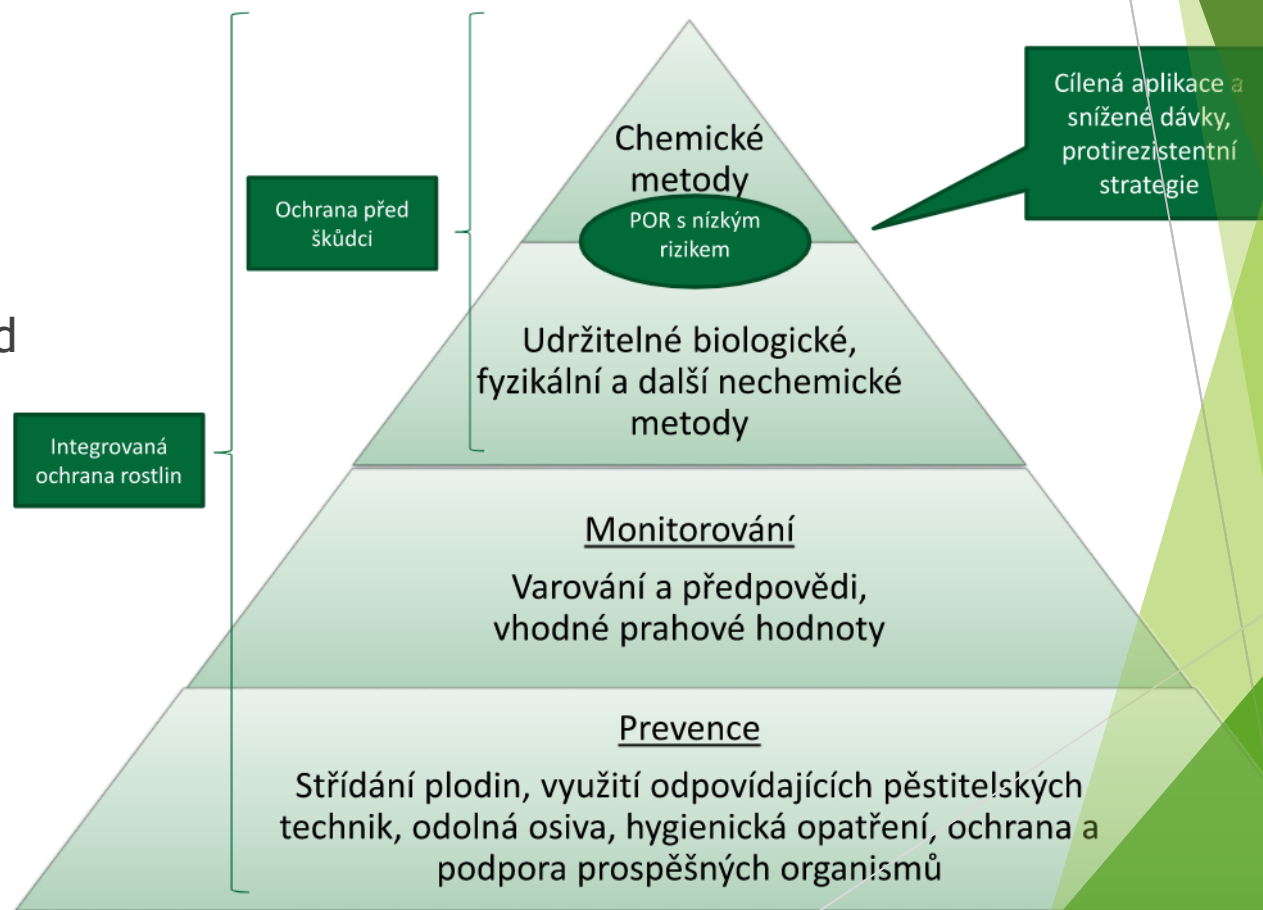 Chemické
metody
POR s nízkým
rizikem
Cílená aplikace a
snížené dávky,
protirezistentní
strategie
Ochrana před
škůdci
Udržitelné biologické,
fyzikální a další nechemické
metody
d
Integrovaná
ochrana rostlin
Monitorování
Varování a předpovědi,
vhodné prahové hodnoty
Prevence
Střídání plodin, využití odpovídajících pěstitelských
technik, odolná osiva, hygienická opatření, ochrana a
podpora prospěšných organismů